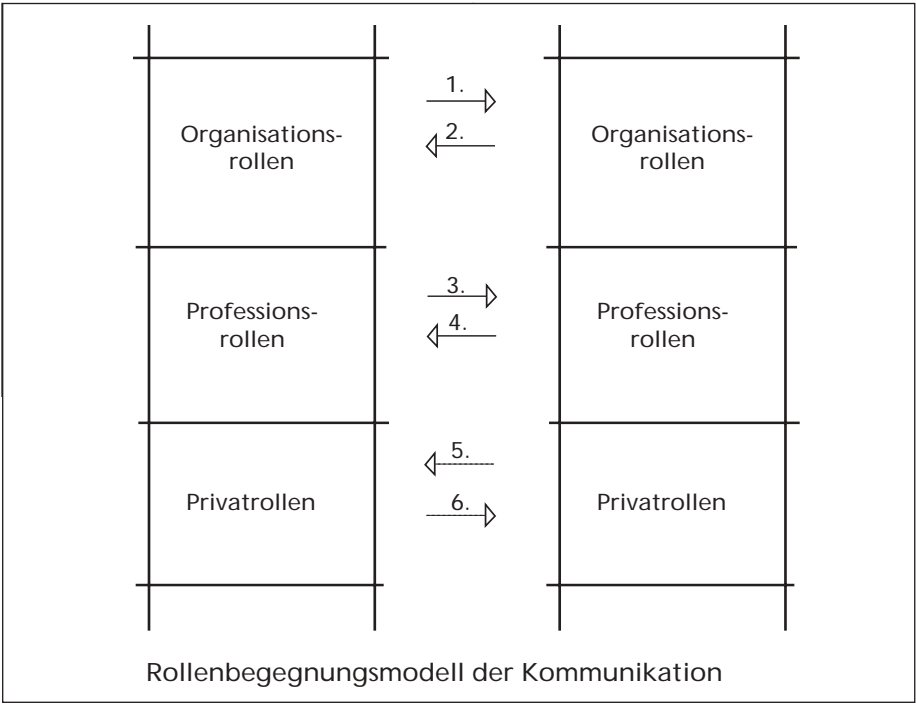 1.
Organisations-
rollen
2.
Organisations-
rollen
Professions-
rollen
3.
4.
Professions-
rollen
Privatrollen
5.
6.
Privatrollen
Rollenbegegnungsmodell der Kommunikation